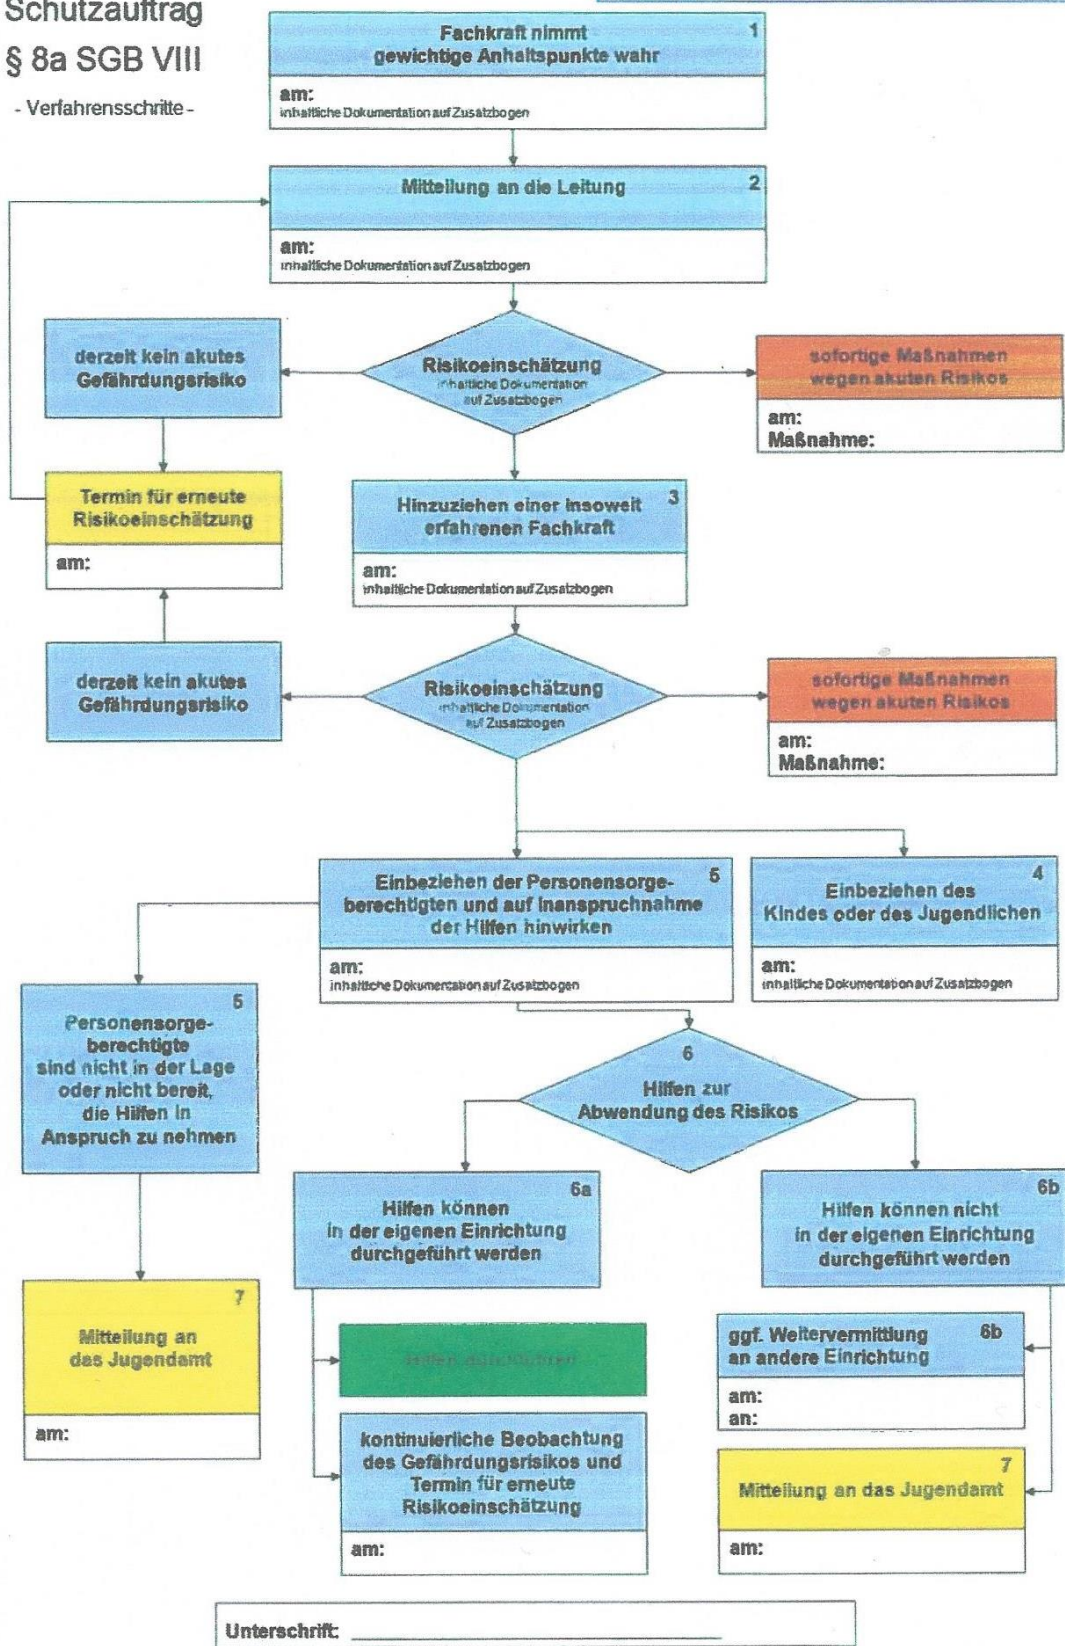 Schutzauftrag
§ 8a SGB VIII
- Verfahrensschritte -
1
Fachkraft nimmt
gewichtige Anhaltspunkte wahr
am:
inhaltliche Dokumentation auf Zusatzbogen
2
Mitteilung an die Leitung
am:
inhaltliche Dokumentation auf Zusatzbogen
derzeit kein akutes
Gefährdungsrisiko
Risikoeinschätzung
inhaltliche Dokumentation
auf Zusatzbogen
sofortige Maßnahmen
wegen akuten Risikos
am:
Maßnahme:
Termin für erneute
Risikoeinschätzung
am:
3
Hinzuziehen einer insoweit
erfahrenen Fachkraft
am:
inhaltliche Dokumentation auf Zusatzbogen
derzeit kein akutes
Gefährdungsrisiko
Risikoeinschätzung
inhaltliche Dokumentation
auf Zusatzbogen
sofortige Maßnahmen
wegen akuten Risikos
am:
Maßnahme:
5
Einbeziehen der Personensorge-
berechtigten und auf Inanspruchnahme
der Hilfen hinwirken
am:
inhaltliche Dokumentation auf Zusatzbogen
4
Einbeziehen des
Kindes oder des Jugendlichen
am:
inhaltliche Dokumentation auf Zusatzbogen
5
Personensorge-
berechtigte
sind nicht in der Lage
oder nicht bereit,
die Hilfen in
Anspruch zu nehmen
6
Hilfen zur
Abwendung des Risikos
6a
Hilfen können
in der eigenen Einrichtung
durchgeführt werden
6b
Hilfen können nicht
in der eigenen Einrichtung
durchgeführt werden
7
Mitteilung an
das Jugendamt
am:
Hilfen durchführen
6b
ggf. Weitervermittlung
an andere Einrichtung
am:
an:
kontinuierliche Beobachtung
des Gefährdungsrisikos und
Termin für erneute
Risikoeinschätzung
am:
7
Mitteilung an das Jugendamt
am:
Unterschrift: